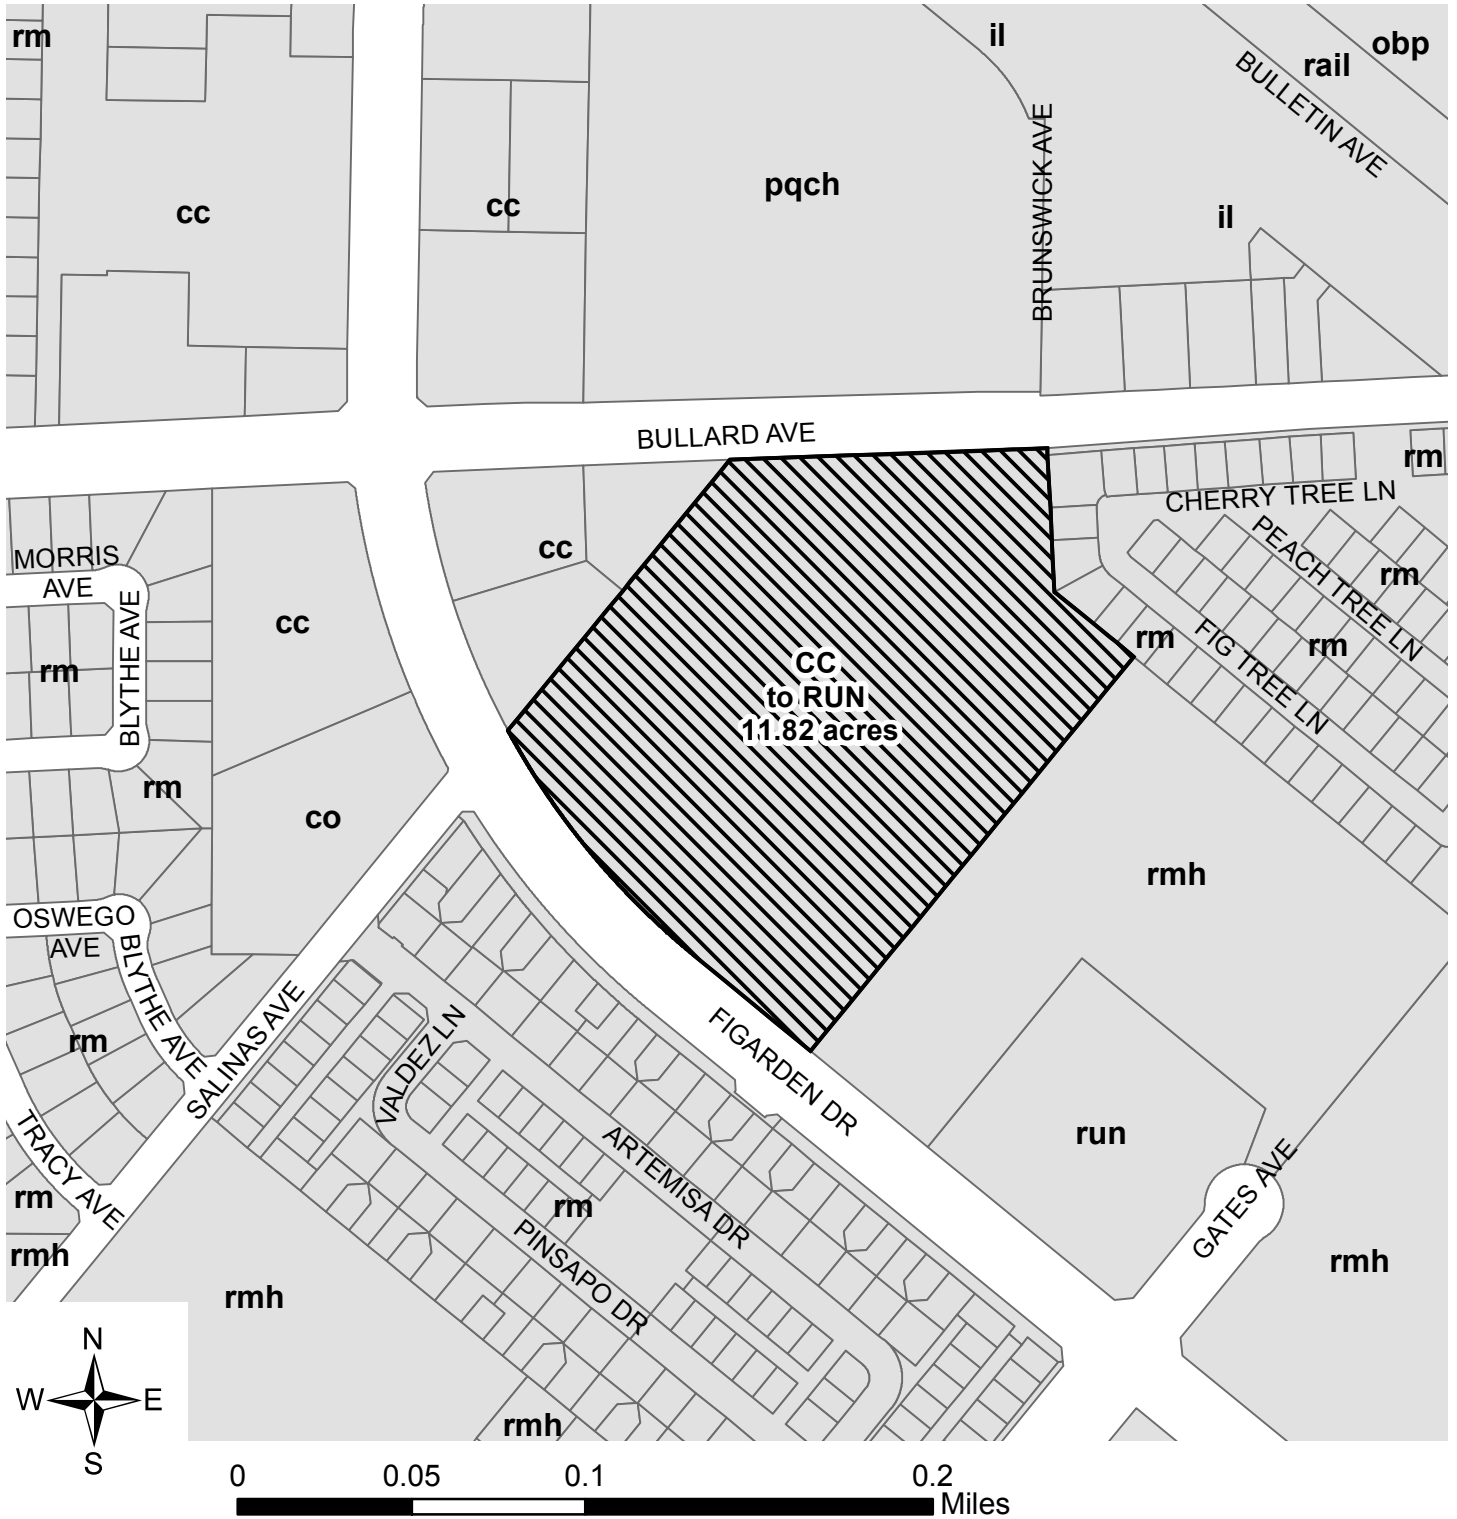 rm
il
obp
rail
BULLETIN AVE
cc
cc
pqch
BRUNSWICK AVE
il
BULLARD AVE
rm
CHERRY TREE LN
PEACH TREE LN
MORRIS
AVE
cc
rm
BLYTHE AVE
cc
rm
FIG TREE LN
rm
rm
CC
to RUN
11.82 acres
rm
co
rmh
OSWEGO
AVE
BLYTHE AVE
SALINAS AVE
VALDEZ LN
FIGARDEN DR
rm
TRACY AVE
ARTEMISA DR
run
GATES AVE
rm
rm
PINSAPO DR
rmh
rmh
rmh
N
W
E
S
rmh
0
0.05
0.1
0.2
Miles